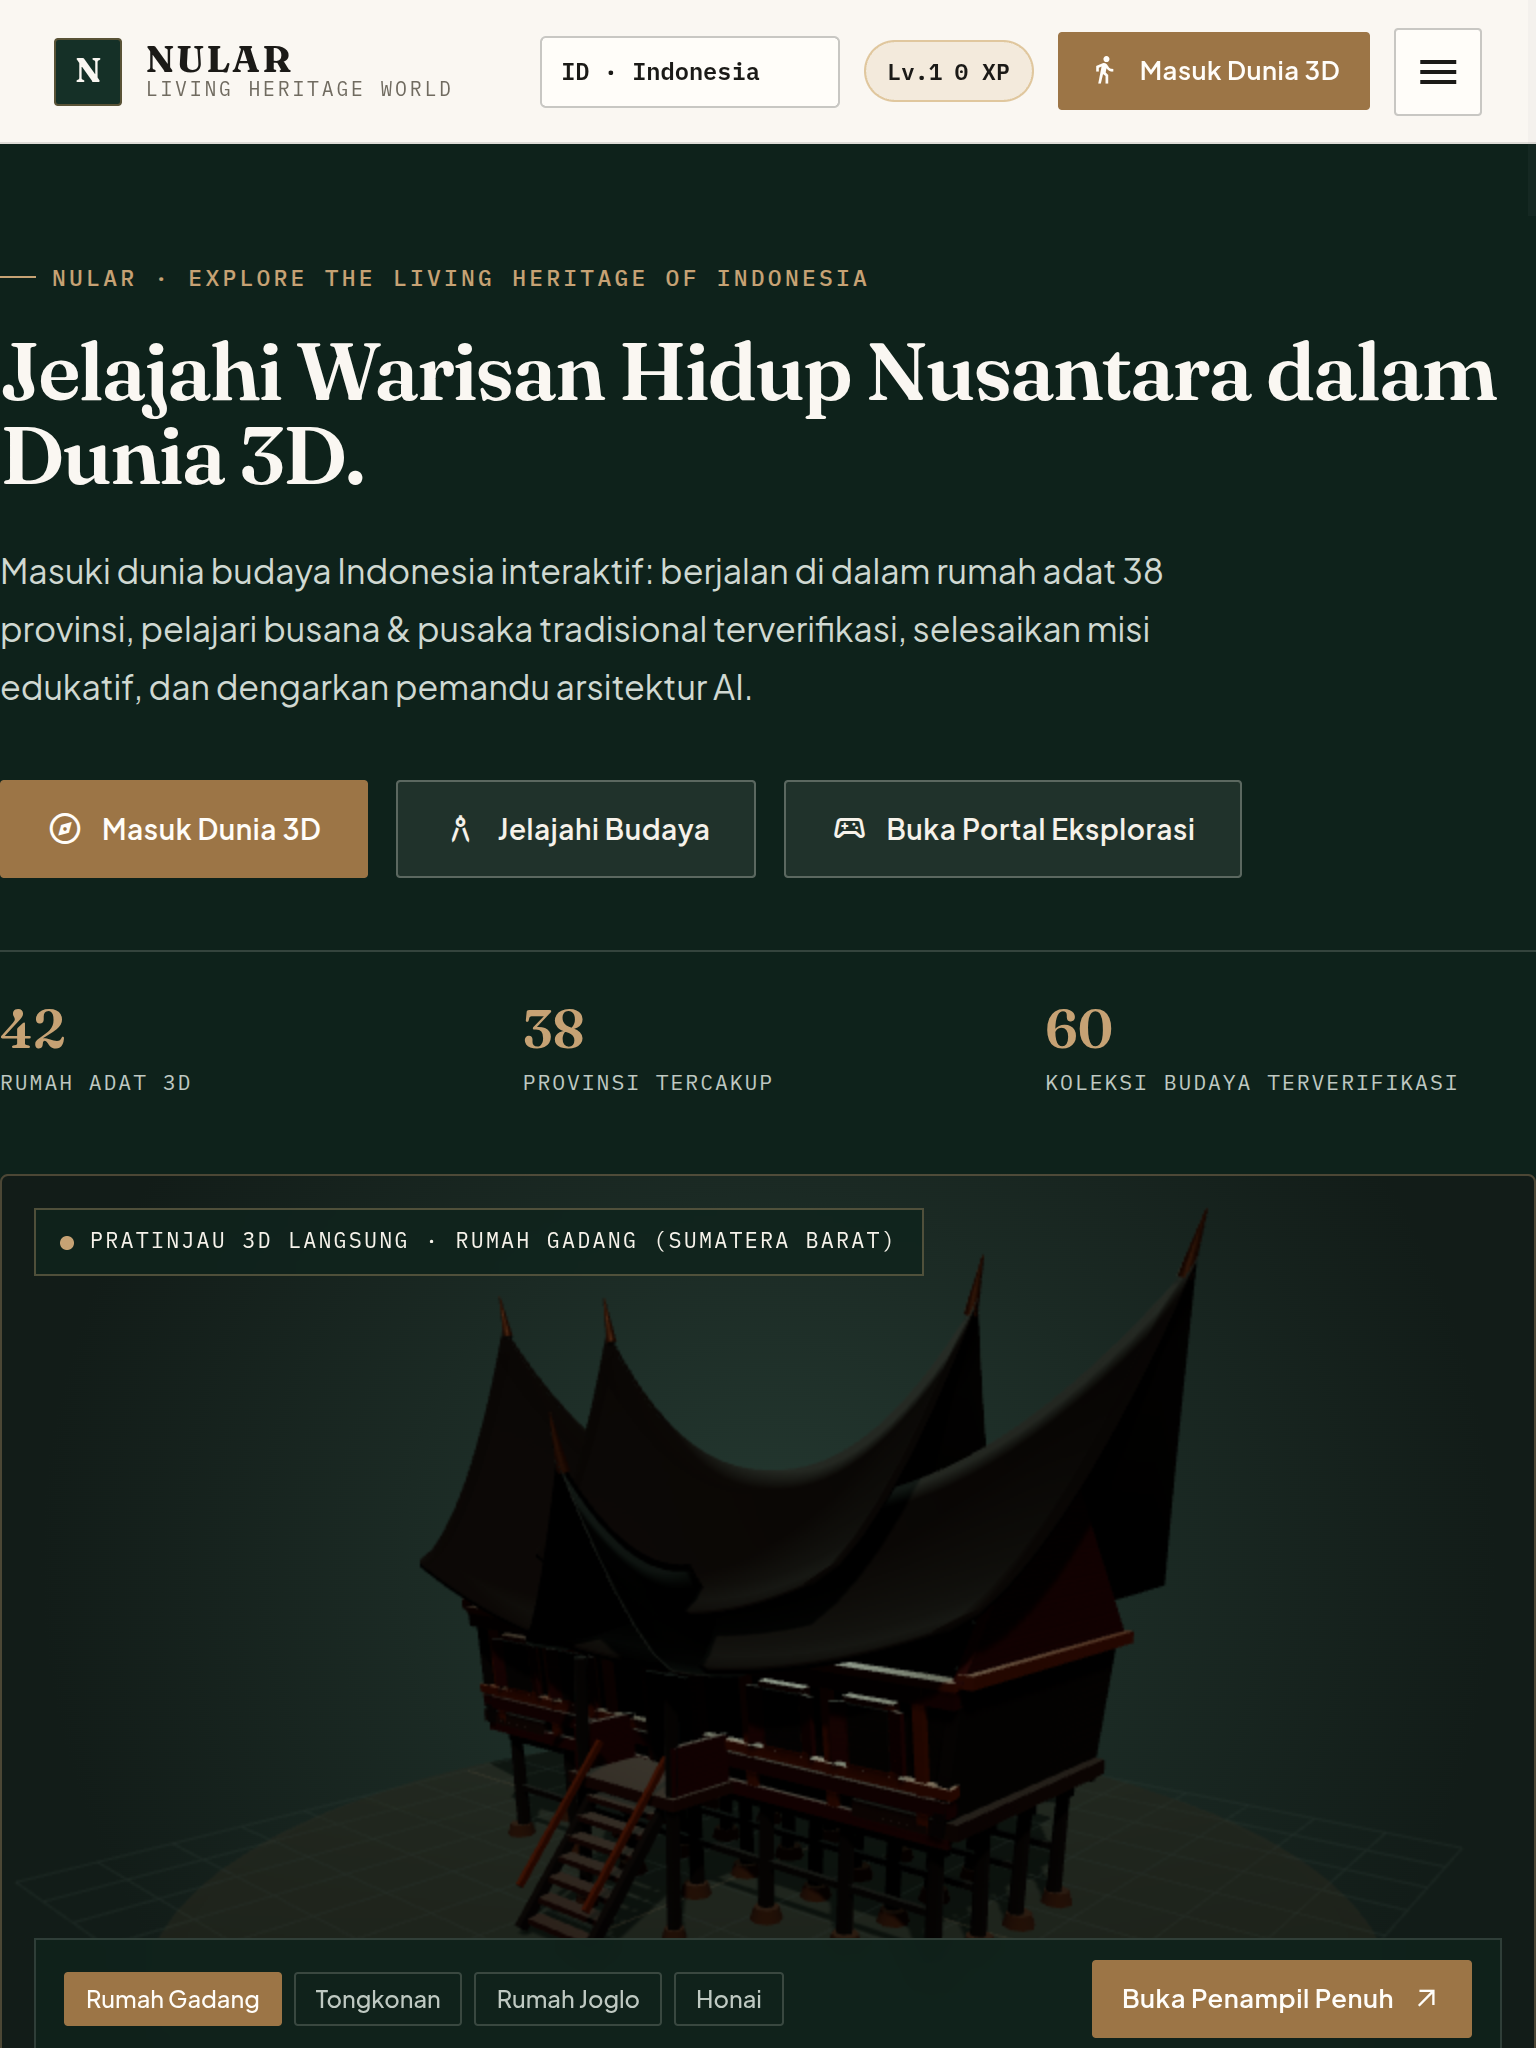 N
NULAR
LIVING HERITAGE WORLD
ID · Indonesia
Lv.1 0 XP
Masuk Dunia 3D
NULAR · EXPLORE THE LIVING HERITAGE OF INDONESIA
Jelajahi Warisan Hidup Nusantara dalam
Dunia 3D.
Masuki dunia budaya Indonesia interaktif: berjalan di dalam rumah adat 38
provinsi, pelajari busana & pusaka tradisional terverifikasi, selesaikan misi
edukatif, dan dengarkan pemandu arsitektur AI.
Masuk Dunia 3D
Jelajahi Budaya
Buka Portal Eksplorasi
42
RUMAH ADAT 3D
38
PROVINSI TERCAKUP
60
KOLEKSI BUDAYA TERVERIFIKASI
PRATINJAU 3D LANGSUNG · RUMAH GADANG (SUMATERA BARAT)
Rumah Gadang
Tongkonan
Rumah Joglo
Honai
Buka Penampil Penuh